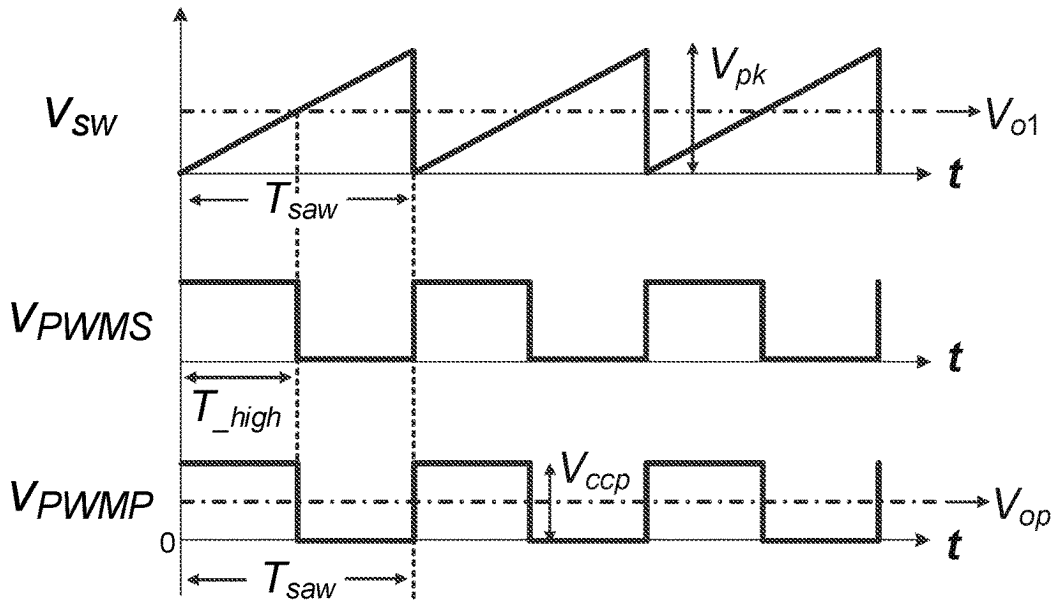 V_pk
V_sw
V_o1
t
T_saw
V_PWMS
t
T_high
V_PWMP
V_ccp
V_op
0
t
T_saw